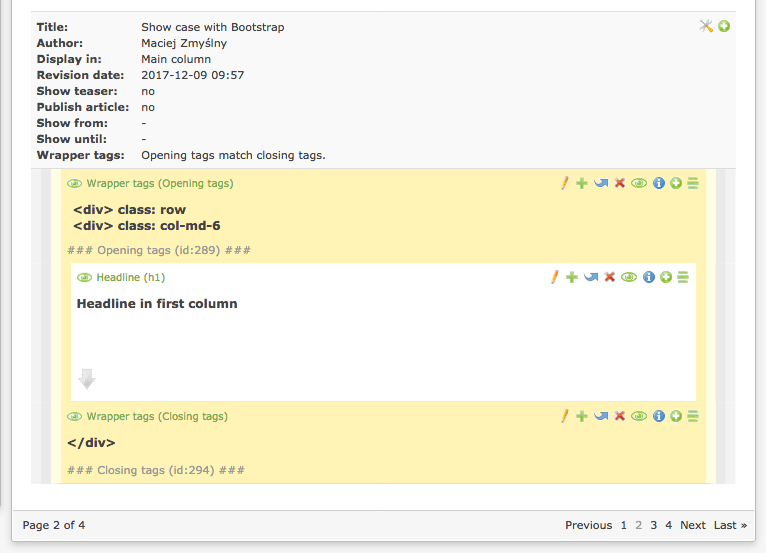 Title: Show case with Bootstrap
Author: Maciej Zmyślny
Display in: Main column
Revision date: 2017-12-09 09:57
Show teaser: no
Publish article: no
Show from: -
Show until: -
Wrapper tags: Opening tags match closing tags.
Wrapper tags (Opening tags)
<div> class: row
<div> class: col-md-6
### Opening tags (id:289) ###
Headline (h1)
Headline in first column
Wrapper tags (Closing tags)
</div>
### Closing tags (id:294) ###
Page 2 of 4 Previous 1 2 3 4 Next Last »